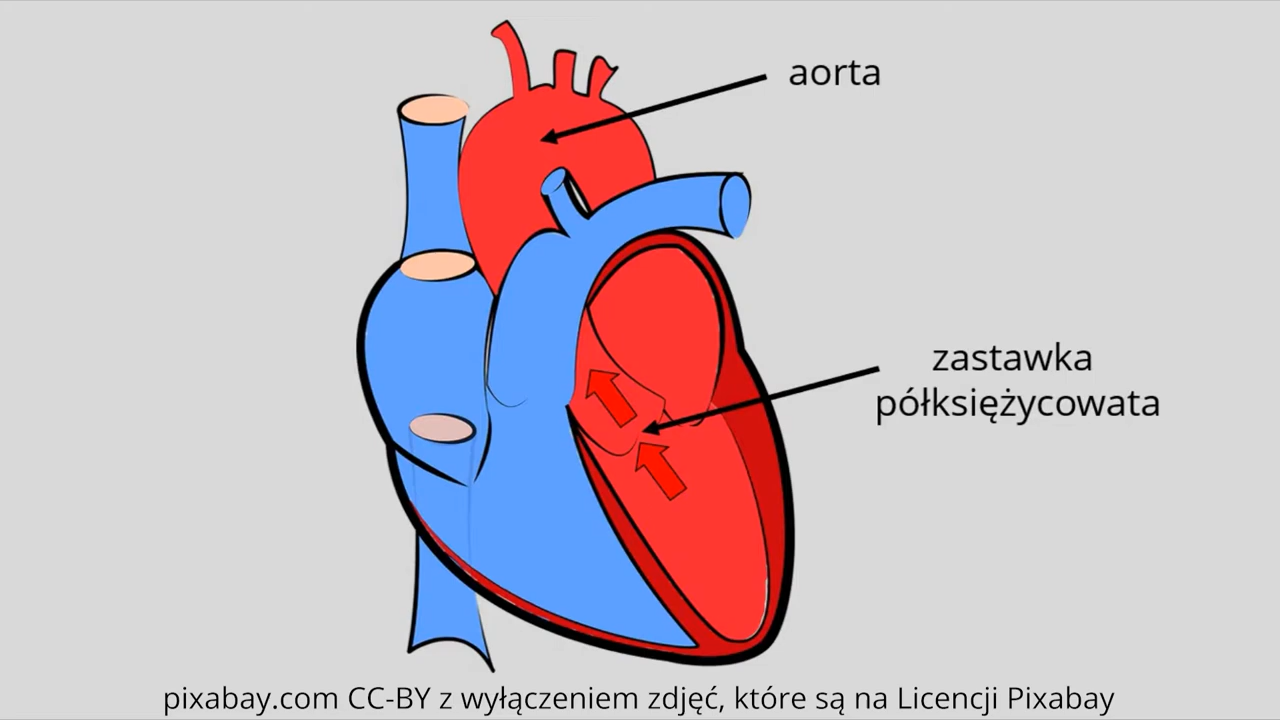 aorta
zastawka
półksiężycowata
pixabay.com CC-BY z wyłączeniem zdjęć, które są na Licencji Pixabay